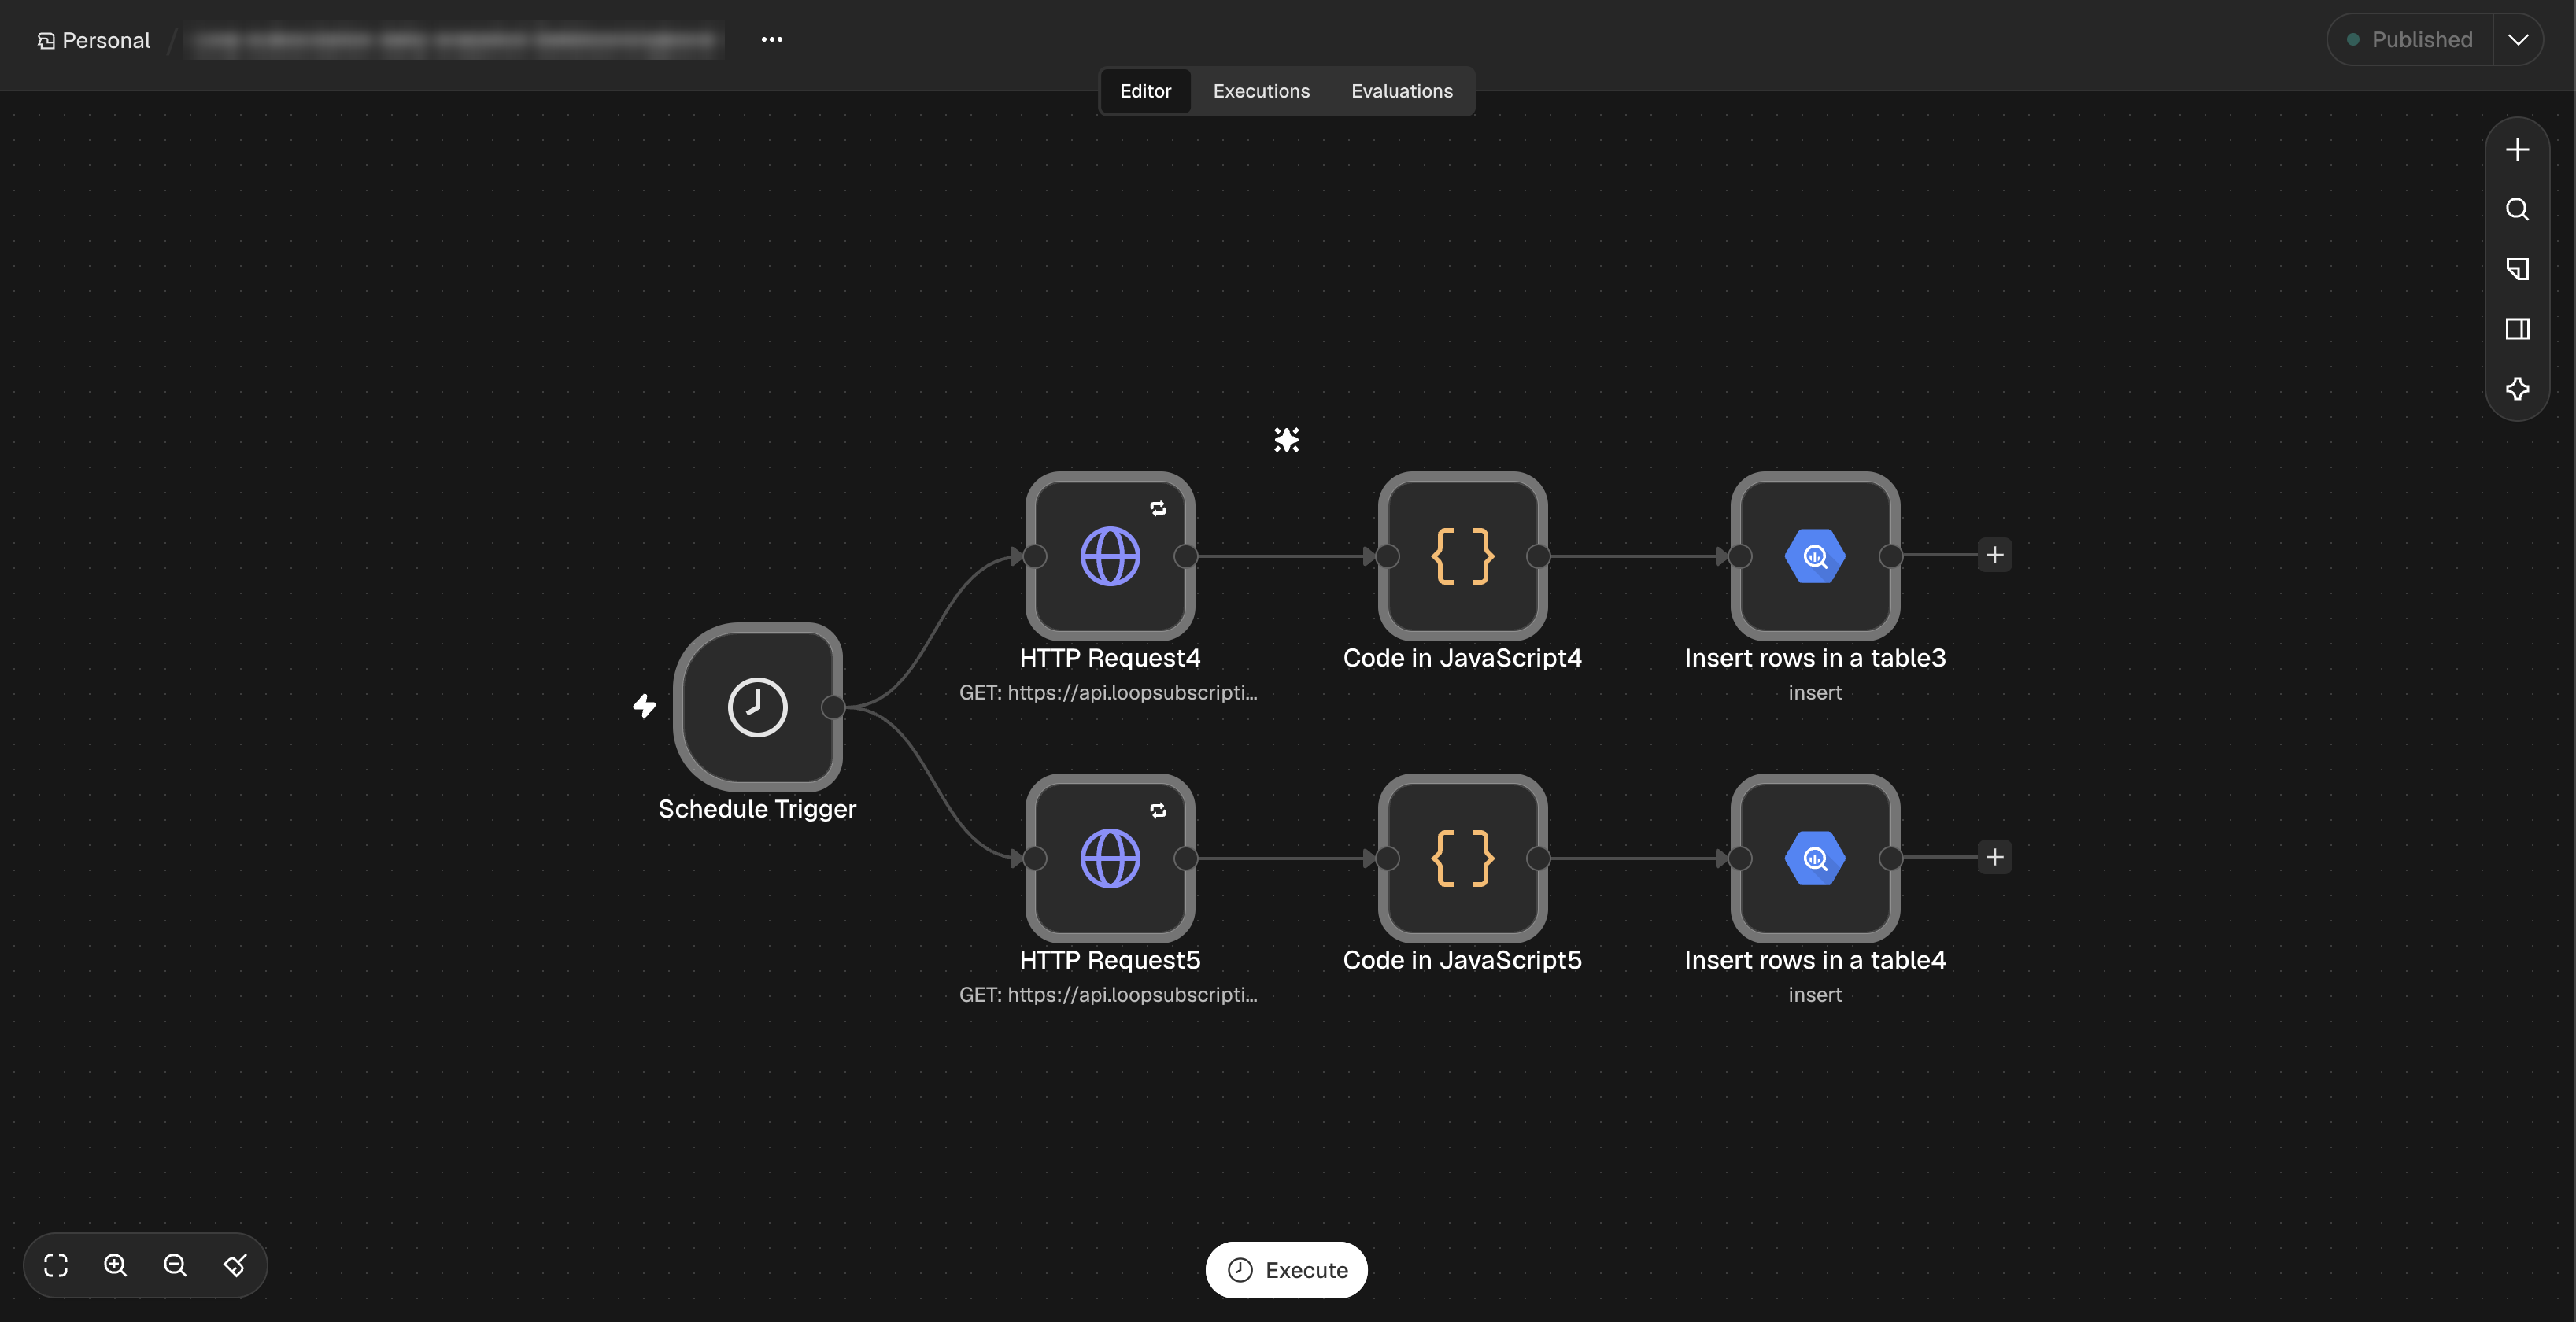 Personal /
Published
Editor Executions Evaluations
HTTP Request4
GET: https://api.loopsubscripti...
Code in JavaScript4
Insert rows in a table3
insert
Schedule Trigger
HTTP Request5
GET: https://api.loopsubscripti...
Code in JavaScript5
Insert rows in a table4
insert
Execute